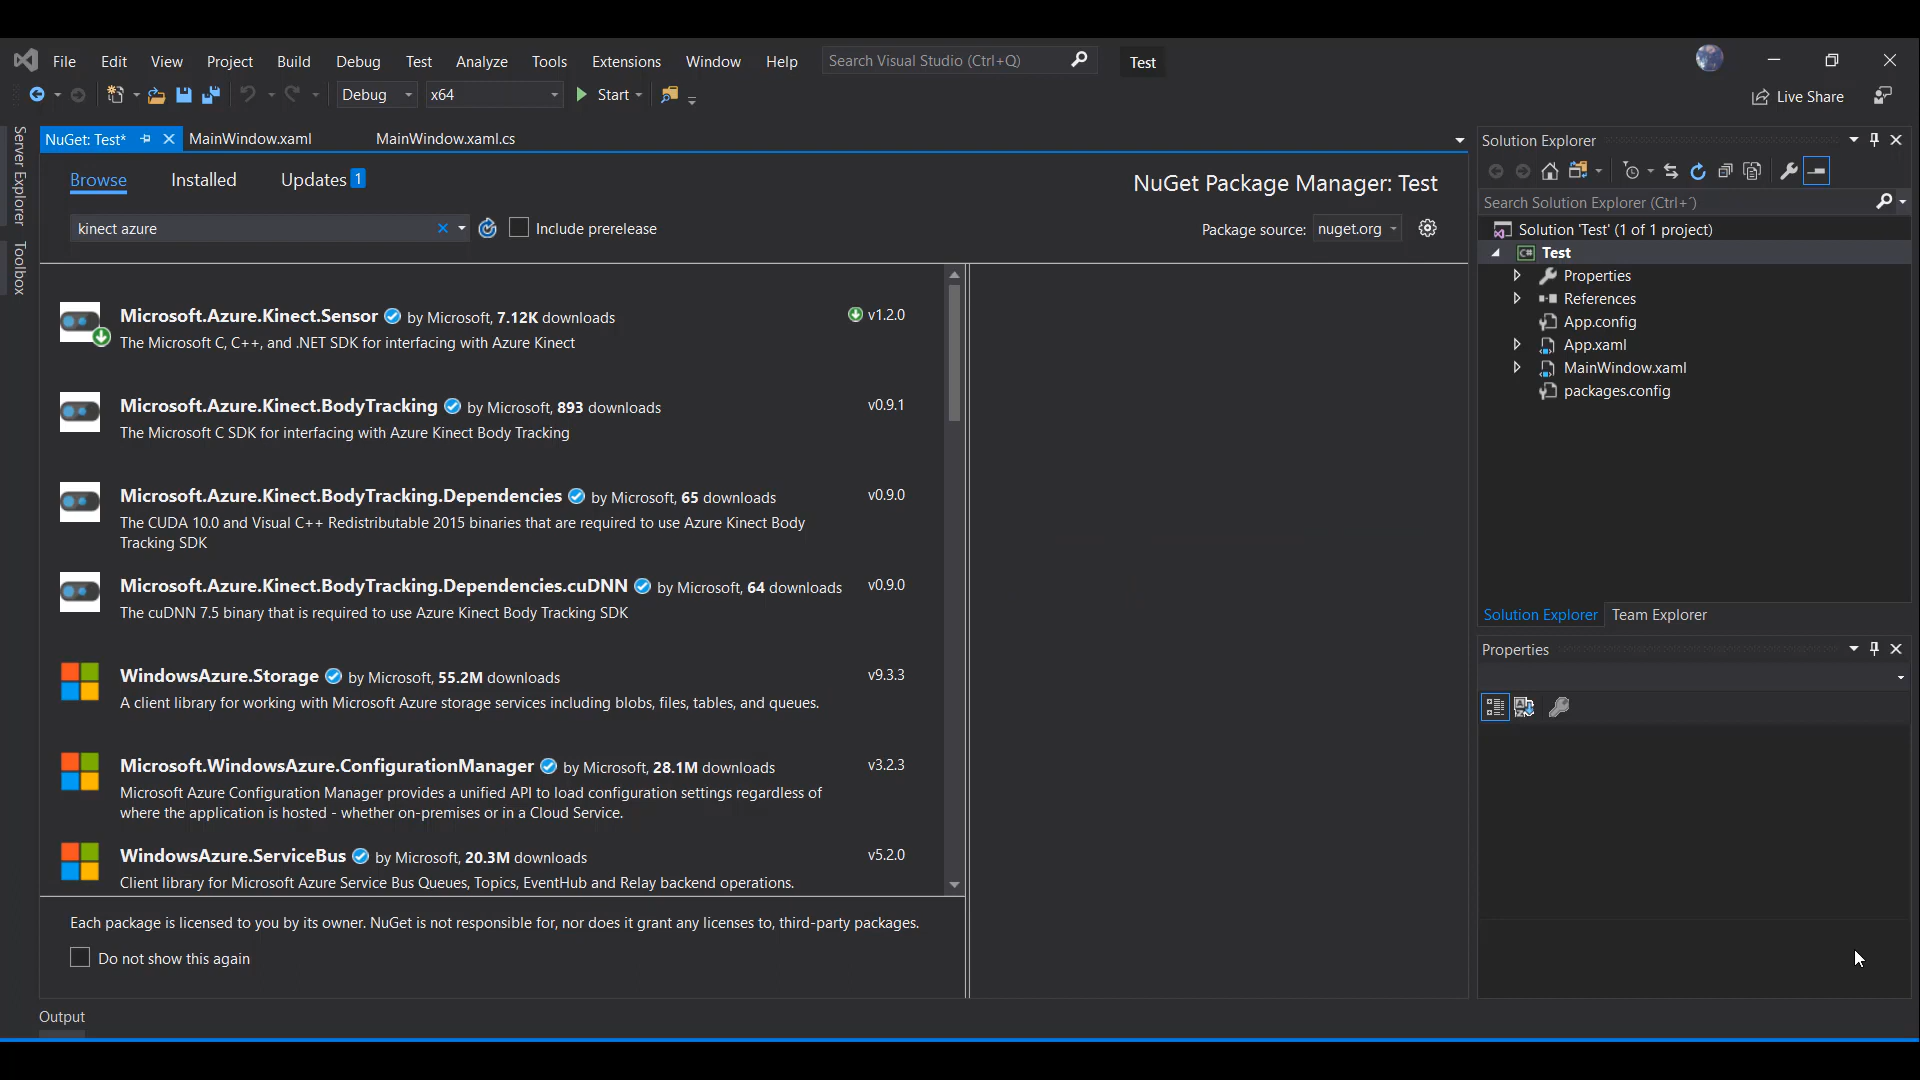 File Edit View Project Build Debug Test Analyze Tools Extensions Window Help Search Visual Studio (Ctrl+Q) Test
Debug x64 Start Live Share
Server Explorer
Toolbox
NuGet: Test* MainWindow.xaml MainWindow.xaml.cs
Browse Installed Updates 1 NuGet Package Manager: Test
kinect azure Include prerelease Package source: nuget.org
Microsoft.Azure.Kinect.Sensor by Microsoft, 7.12K downloads v1.2.0
The Microsoft C, C++, and .NET SDK for interfacing with Azure Kinect
Microsoft.Azure.Kinect.BodyTracking by Microsoft, 893 downloads v0.9.1
The Microsoft C SDK for interfacing with Azure Kinect Body Tracking
Microsoft.Azure.Kinect.BodyTracking.Dependencies by Microsoft, 65 downloads v0.9.0
The CUDA 10.0 and Visual C++ Redistributable 2015 binaries that are required to use Azure Kinect Body
Tracking SDK
Microsoft.Azure.Kinect.BodyTracking.Dependencies.cuDNN by Microsoft, 64 downloads v0.9.0
The cuDNN 7.5 binary that is required to use Azure Kinect Body Tracking SDK
WindowsAzure.Storage by Microsoft, 55.2M downloads v9.3.3
A client library for working with Microsoft Azure storage services including blobs, files, tables, and queues.
Microsoft.WindowsAzure.ConfigurationManager by Microsoft, 28.1M downloads v3.2.3
Microsoft Azure Configuration Manager provides a unified API to load configuration settings regardless of
where the application is hosted - whether on-premises or in a Cloud Service.
WindowsAzure.ServiceBus by Microsoft, 20.3M downloads v5.2.0
Client library for Microsoft Azure Service Bus Queues, Topics, EventHub and Relay backend operations.
Each package is licensed to you by its owner. NuGet is not responsible for, nor does it grant any licenses to, third-party packages.
Do not show this again
Output
Solution Explorer
Search Solution Explorer (Ctrl+¨)
Solution 'Test' (1 of 1 project)
C# Test
Properties
References
App.config
App.xaml
MainWindow.xaml
packages.config
Solution Explorer Team Explorer
Properties